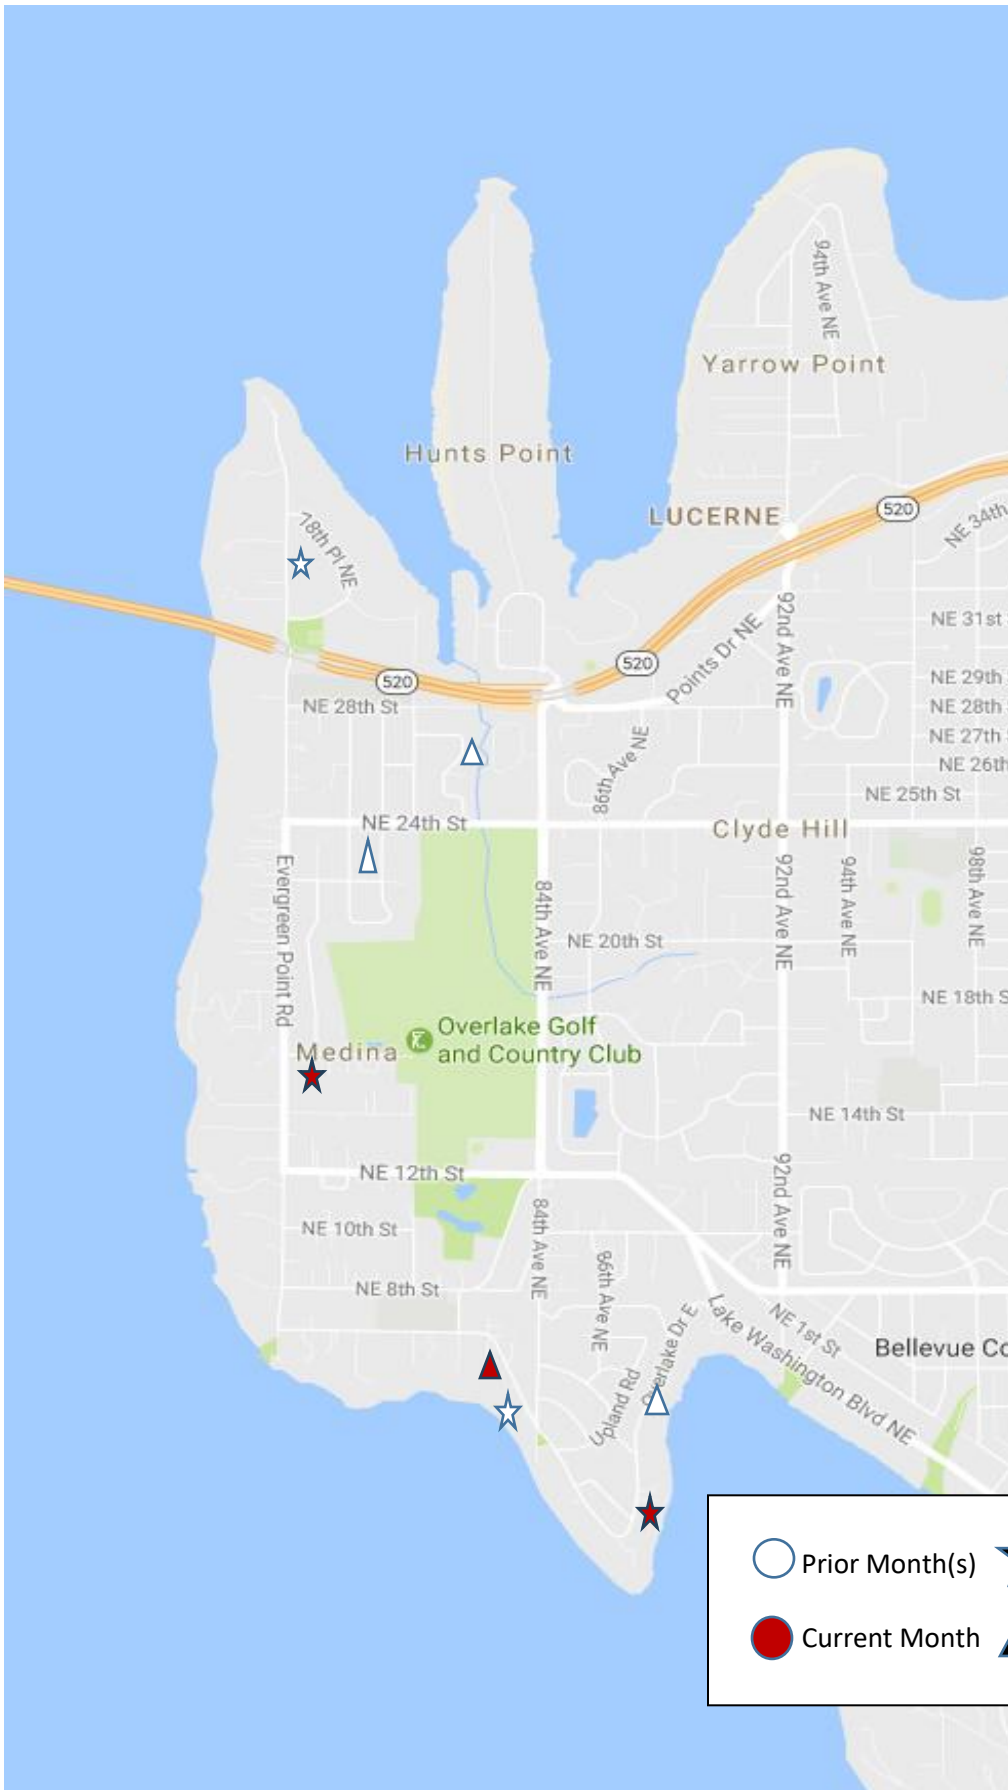 94th Ave NE
Yarrow Point
Hunts Point
LUCERNE
520
NE 34th
78th Pl NE
92nd Ave NE
NE 31st
520
Points Dr NE
520
NE 29th
NE 28th St
NE 28th
86th Ave NE
NE 27th
NE 26th
NE 25th St
NE 24th St
Clyde Hill
Evergreen Point Rd
84th Ave NE
92nd Ave NE
94th Ave NE
98th Ave NE
NE 20th St
NE 18th S
Overlake Golf
and Country Club
Medina
NE 14th St
NE 12th St
92nd Ave NE
84th Ave NE
NE 10th St
86th Ave NE
NE 8th St
Overlake Dr E
Lake Washington Blvd NE
NE 1st St
Bellevue Co
Upland Rd
Prior Month(s)
Current Month